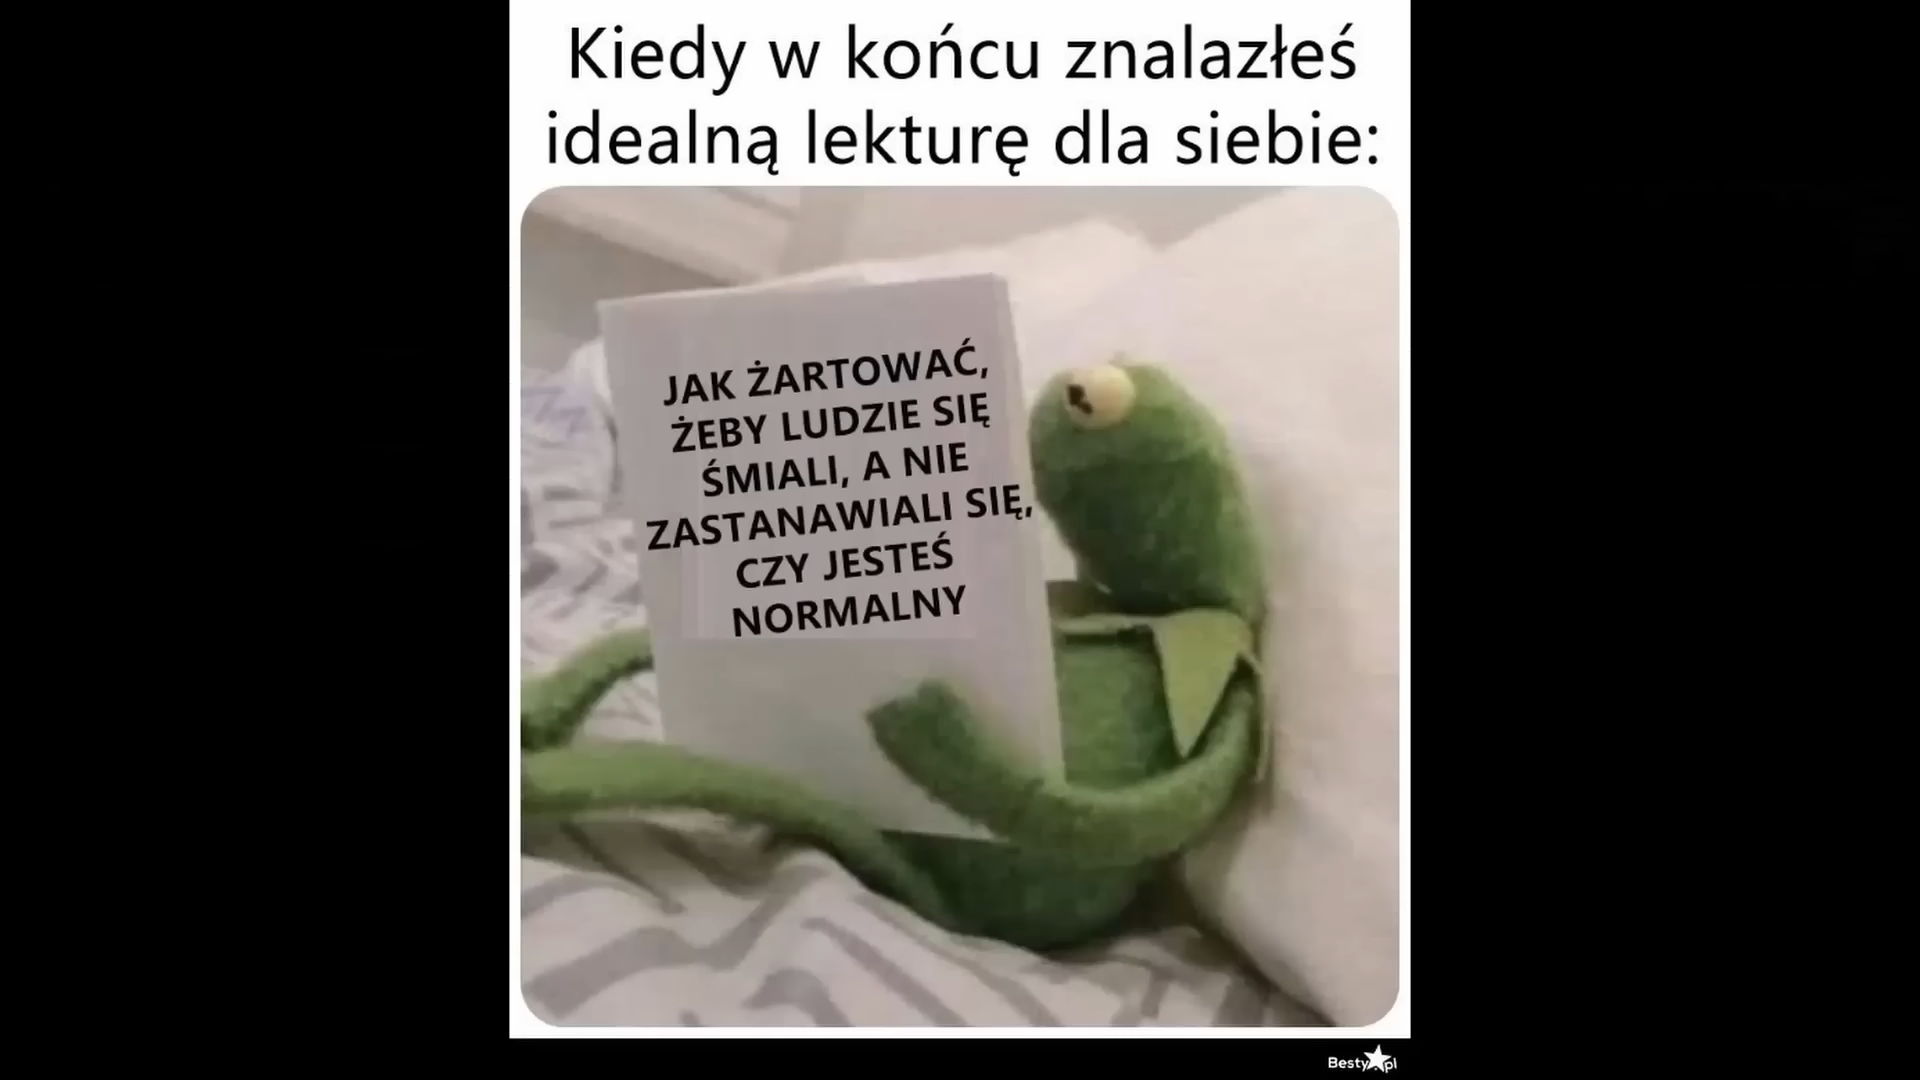 Kiedy w końcu znalazłeś
idealną lekturę dla siebie:
JAK ŻARTOWAĆ,
ŻEBY LUDZIE SIĘ
ŚMIALI, A NIE
ZASTANAWIALI SIĘ,
CZY JESTEŚ
NORMALNY
Besty.pl